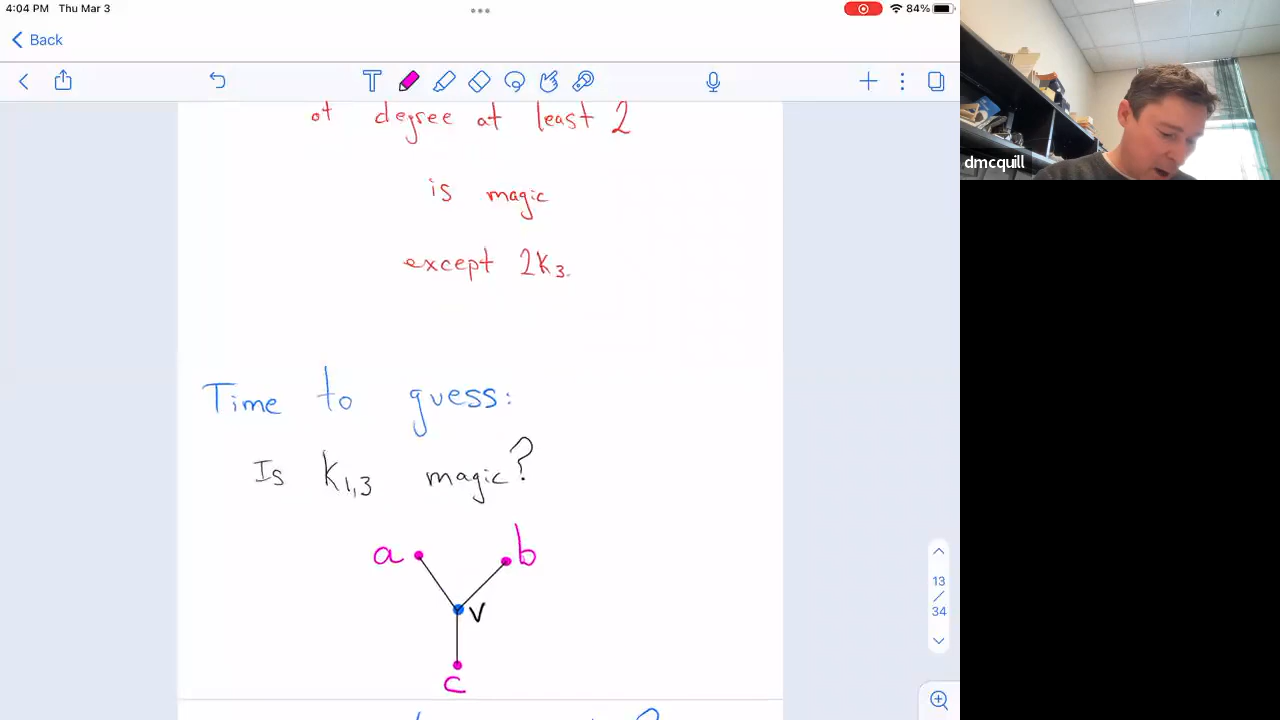 4:04 PM Thu Mar 3
84%
Back
T
of degree at least 2
is magic
except 2K3.
Time to guess:
Is K1,3 magic?
a
b
v
c
13
/
34
dmcquill